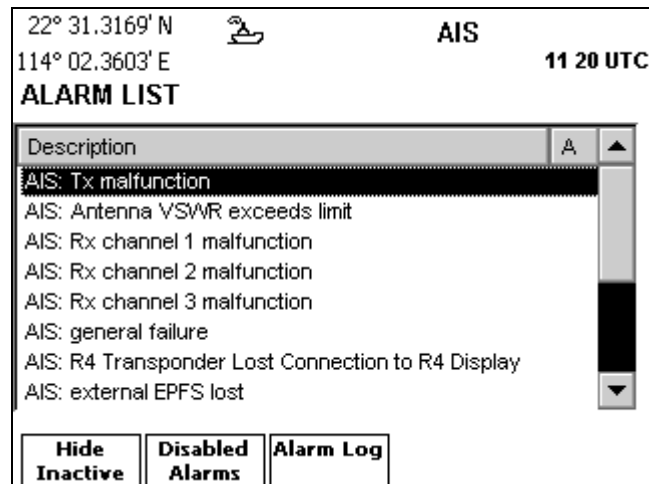 22° 31.3169' N
AIS
114° 02.3603' E
11 20 UTC
ALARM LIST
Description A
AIS: Tx malfunction
AIS: Antenna VSWR exceeds limit
AIS: Rx channel 1 malfunction
AIS: Rx channel 2 malfunction
AIS: Rx channel 3 malfunction
AIS: general failure
AIS: R4 Transponder Lost Connection to R4 Display
AIS: external EPFS lost
Hide Inactive
Disabled Alarms
Alarm Log